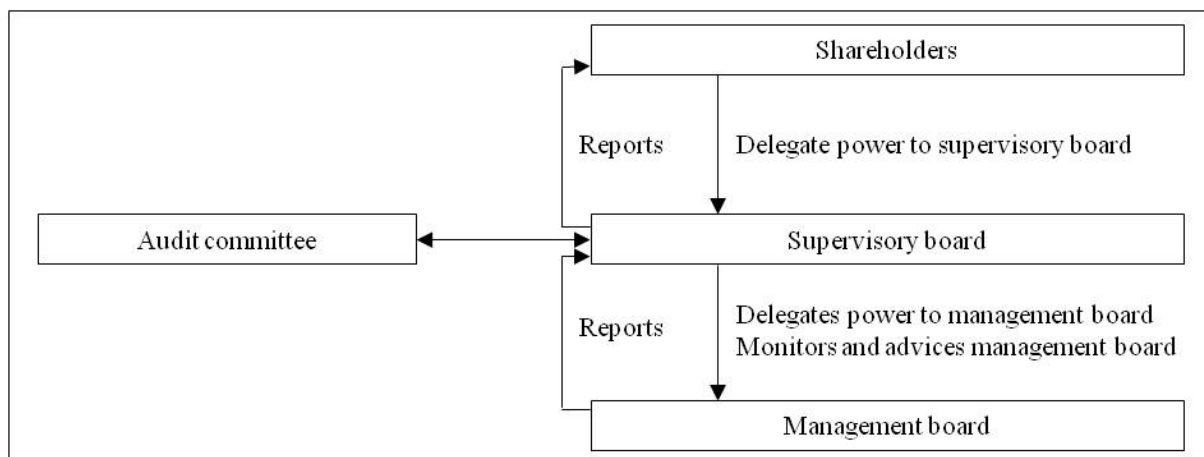 Shareholders
Reports
Delegate power to supervisory board
Audit committee
Supervisory board
Reports
Delegates power to management board
Monitors and advices management board
Management board